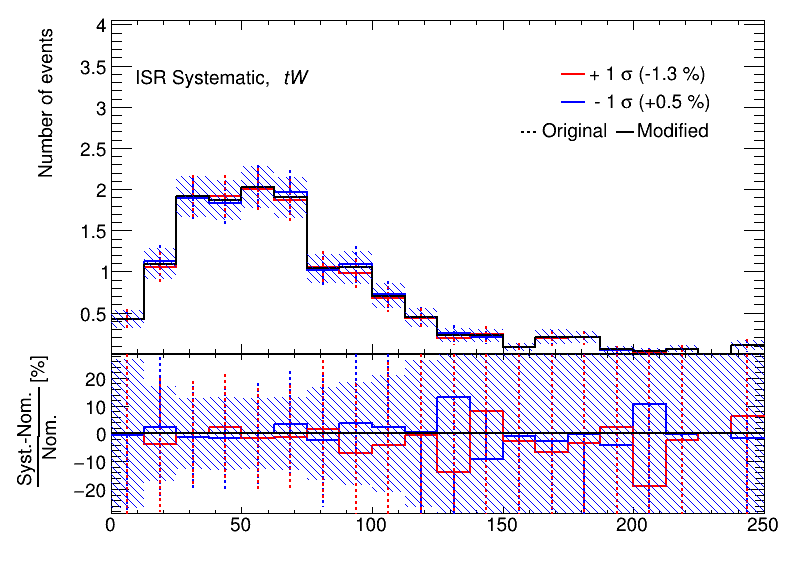 4
3.5
3
2.5
2
1.5
1
0.5
Number of events
ISR Systematic, tW
+ 1 σ (-1.3 %)
- 1 σ (+0.5 %)
Original Modified
20
10
0
−10
−20
Syst.-Nom.
Nom.
[%]
0 50 100 150 200 250